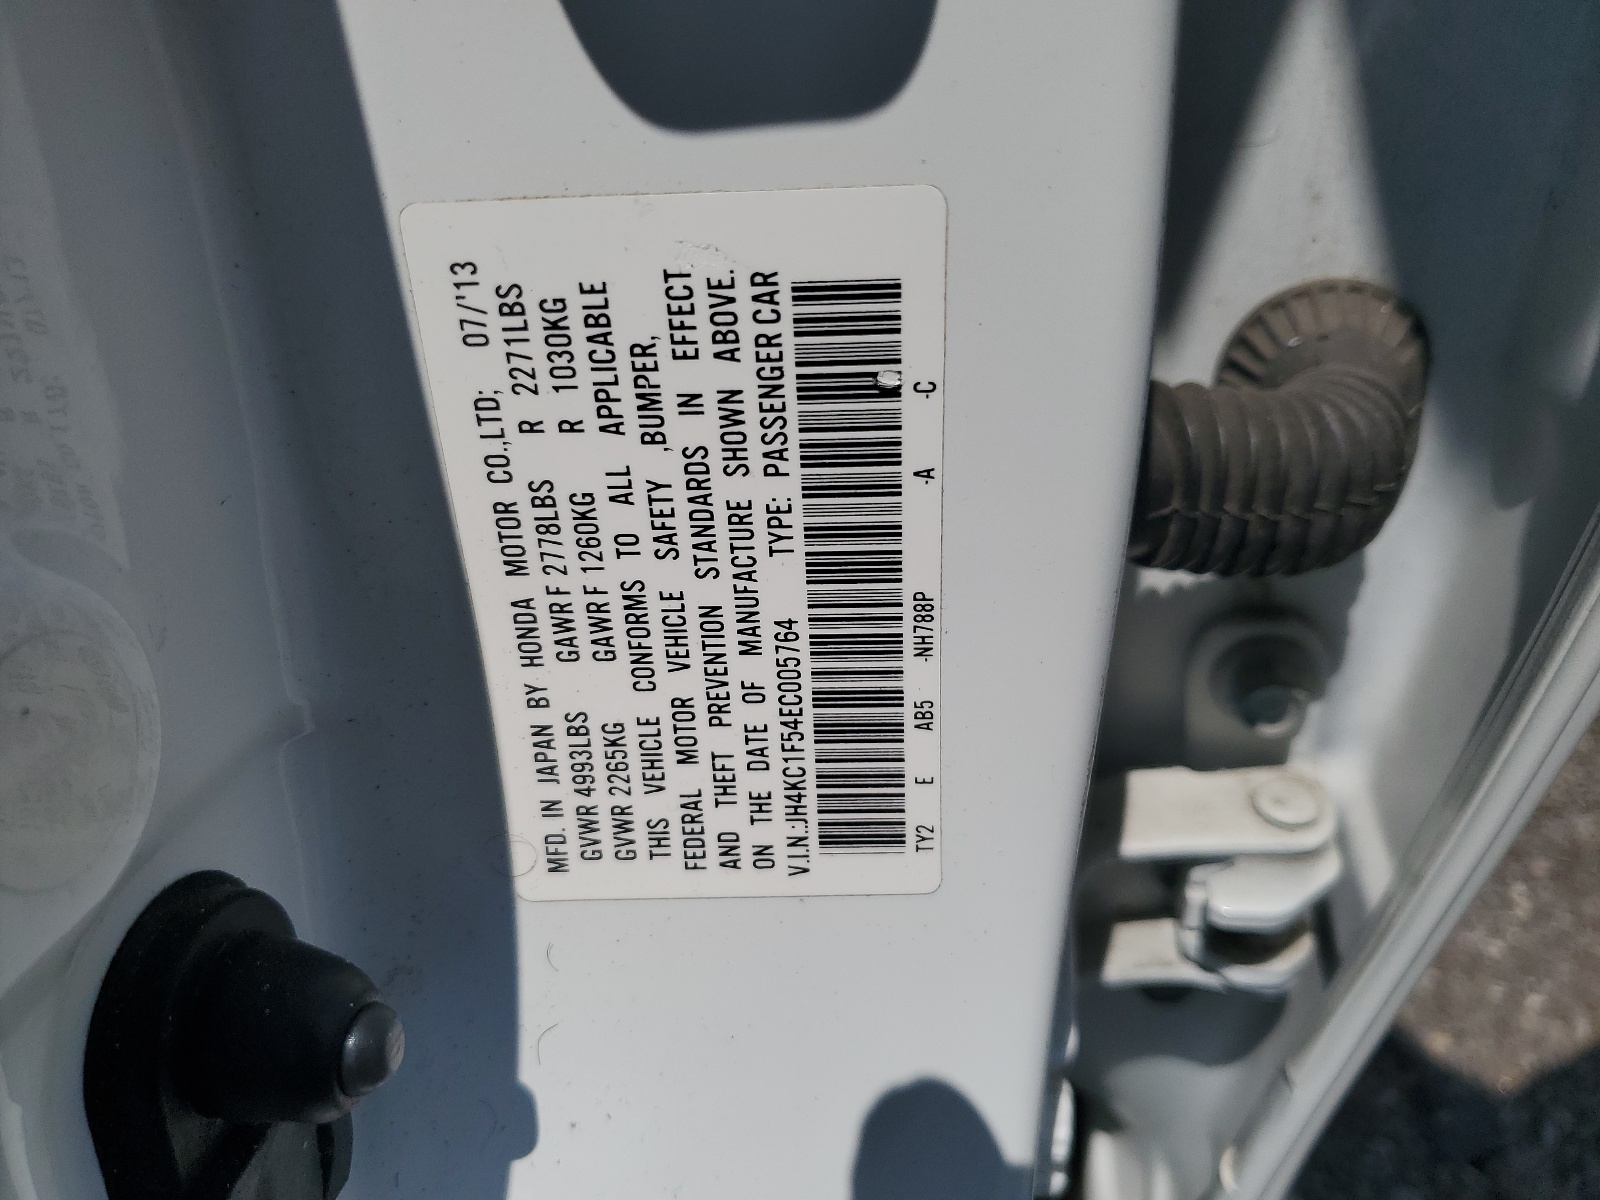 MFD. IN JAPAN BY HONDA MOTOR CO.,LTD; 07/'13
GVWR 4993LBS GAWR F 2778LBS R 2271LBS
GVWR 2265KG GAWR F 1260KG R 1030KG
THIS VEHICLE CONFORMS TO ALL APPLICABLE
FEDERAL MOTOR VEHICLE SAFETY ,BUMPER,
AND THEFT PREVENTION STANDARDS IN EFFECT
ON THE DATE OF MANUFACTURE SHOWN ABOVE.
V.I.N.:JH4KC1F54EC005764 TYPE: PASSENGER CAR
TY2 E AB5 -NH788P -A -C